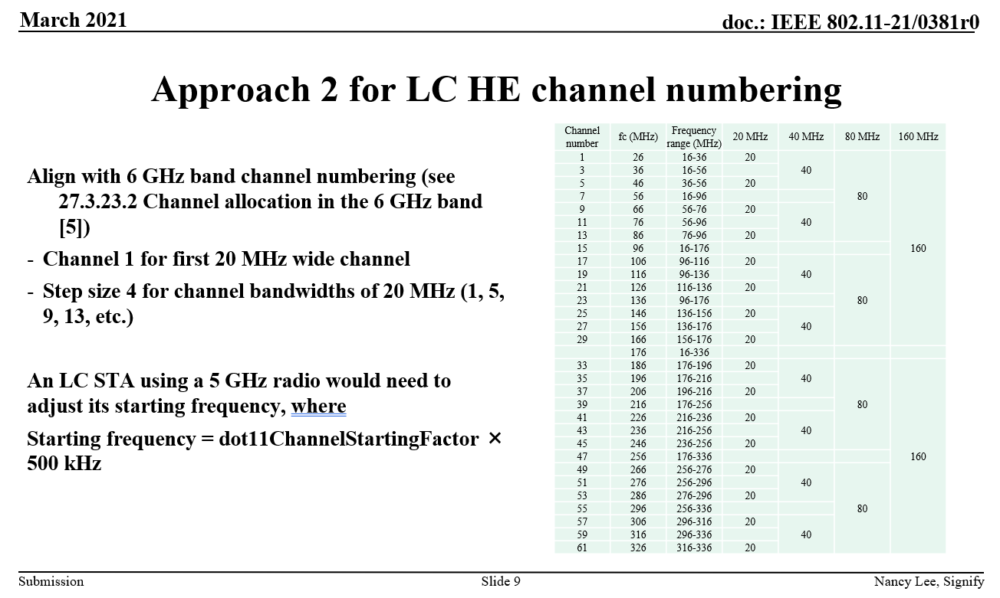 March 2021
doc.: IEEE 802.11-21/0381r0
Approach 2 for LC HE channel numbering
Align with 6 GHz band channel numbering (see
27.3.23.2 Channel allocation in the 6 GHz band
[5])
- Channel 1 for first 20 MHz wide channel
- Step size 4 for channel bandwidths of 20 MHz (1, 5,
9, 13, etc.)
An LC STA using a 5 GHz radio would need to
adjust its starting frequency, where
Starting frequency = dot11ChannelStartingFactor ×
500 kHz
Channel number fc (MHz) Frequency range (MHz) 20 MHz 40 MHz 80 MHz 160 MHz
1 26 16-36 20
3 36 16-56 40
5 46 36-56 20
7 56 16-96 80
9 66 56-76 20
11 76 56-96 40
13 86 76-96 20
15 96 16-176 160
17 106 96-116 20
19 116 96-136 40
21 126 116-136 20
23 136 96-176 80
25 146 136-156 20
27 156 136-176 40
29 166 156-176 20
176 16-336
33 186 176-196 20
35 196 176-216 40
37 206 196-216 20
39 216 176-256 80
41 226 216-236 20
43 236 216-256 40
45 246 236-256 20
47 256 176-336 160
49 266 256-276 20
51 276 256-296 40
53 286 276-296 20
55 296 256-336 80
57 306 296-316 20
59 316 296-336 40
61 326 316-336 20
Submission
Slide 9
Nancy Lee, Signify